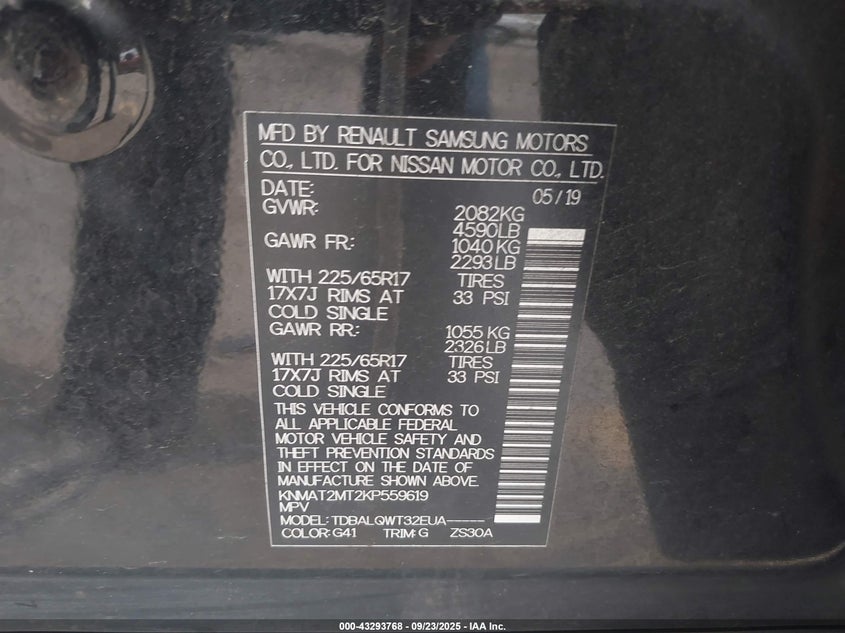 MFD BY RENAULT SAMSUNG MOTORS
CO., LTD. FOR NISSAN MOTOR CO., LTD.
DATE: 05/19
GVWR: 2082KG
4590LB
GAWR FR: 1040KG
2293LB
WITH 225/65R17 TIRES
17X7J RIMS AT 33 PSI
COLD SINGLE
GAWR RR: 1055KG
2326LB
WITH 225/65R17 TIRES
17X7J RIMS AT 33 PSI
COLD SINGLE
THIS VEHICLE CONFORMS TO
ALL APPLICABLE FEDERAL
MOTOR VEHICLE SAFETY AND
THEFT PREVENTION STANDARDS
IN EFFECT ON THE DATE OF
MANUFACTURE SHOWN ABOVE.
KNMAT2MT2KP559619
MPV
MODEL: TDBALQWT32EUA-----
COLOR: G41 TRIM: G ZS30A
000-43293768 - 09/23/2025 - IAA Inc.